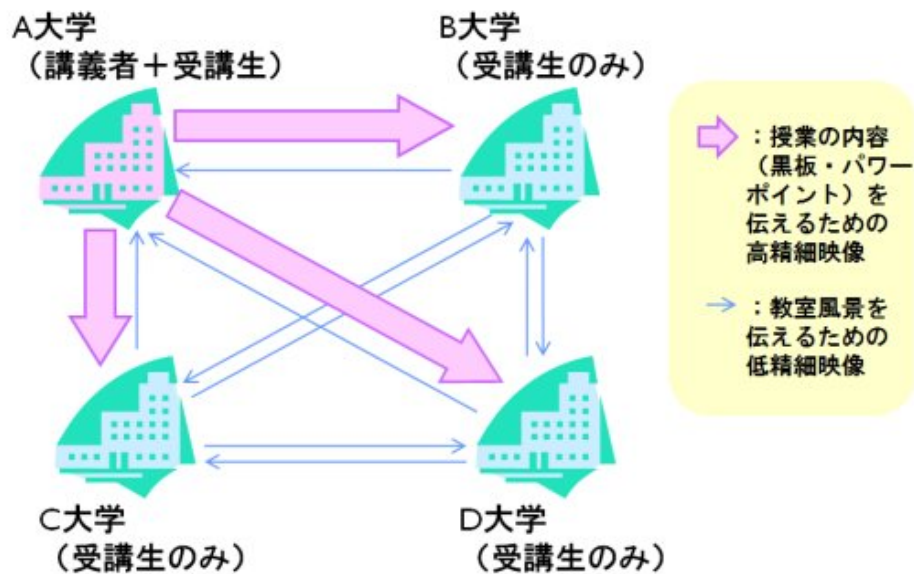 A大学
（講義者＋受講生）
B大学
（受講生のみ）
：授業の内容
（黒板・パワー
ポイント）を
伝えるための
高精細映像
：教室風景を
伝えるための
低精細映像
C大学
（受講生のみ）
D大学
（受講生のみ）